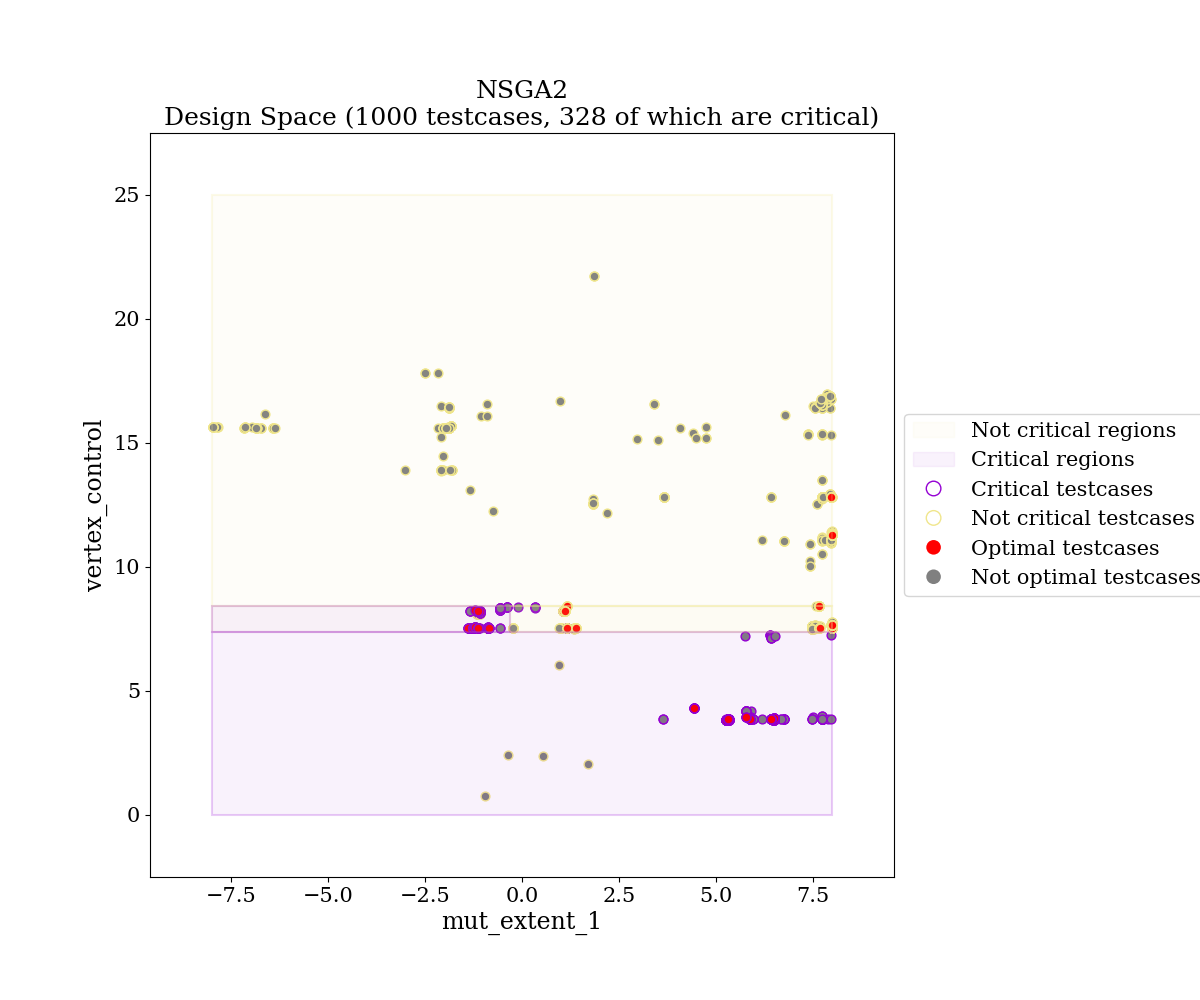 NSGA2
Design Space (1000 testcases, 328 of which are critical)
25
20
15
10
5
0
vertex_control
−7.5
−5.0
−2.5
0.0
2.5
5.0
7.5
mut_extent_1
Not critical regions
Critical regions
Critical testcases
Not critical testcases
Optimal testcases
Not optimal testcases